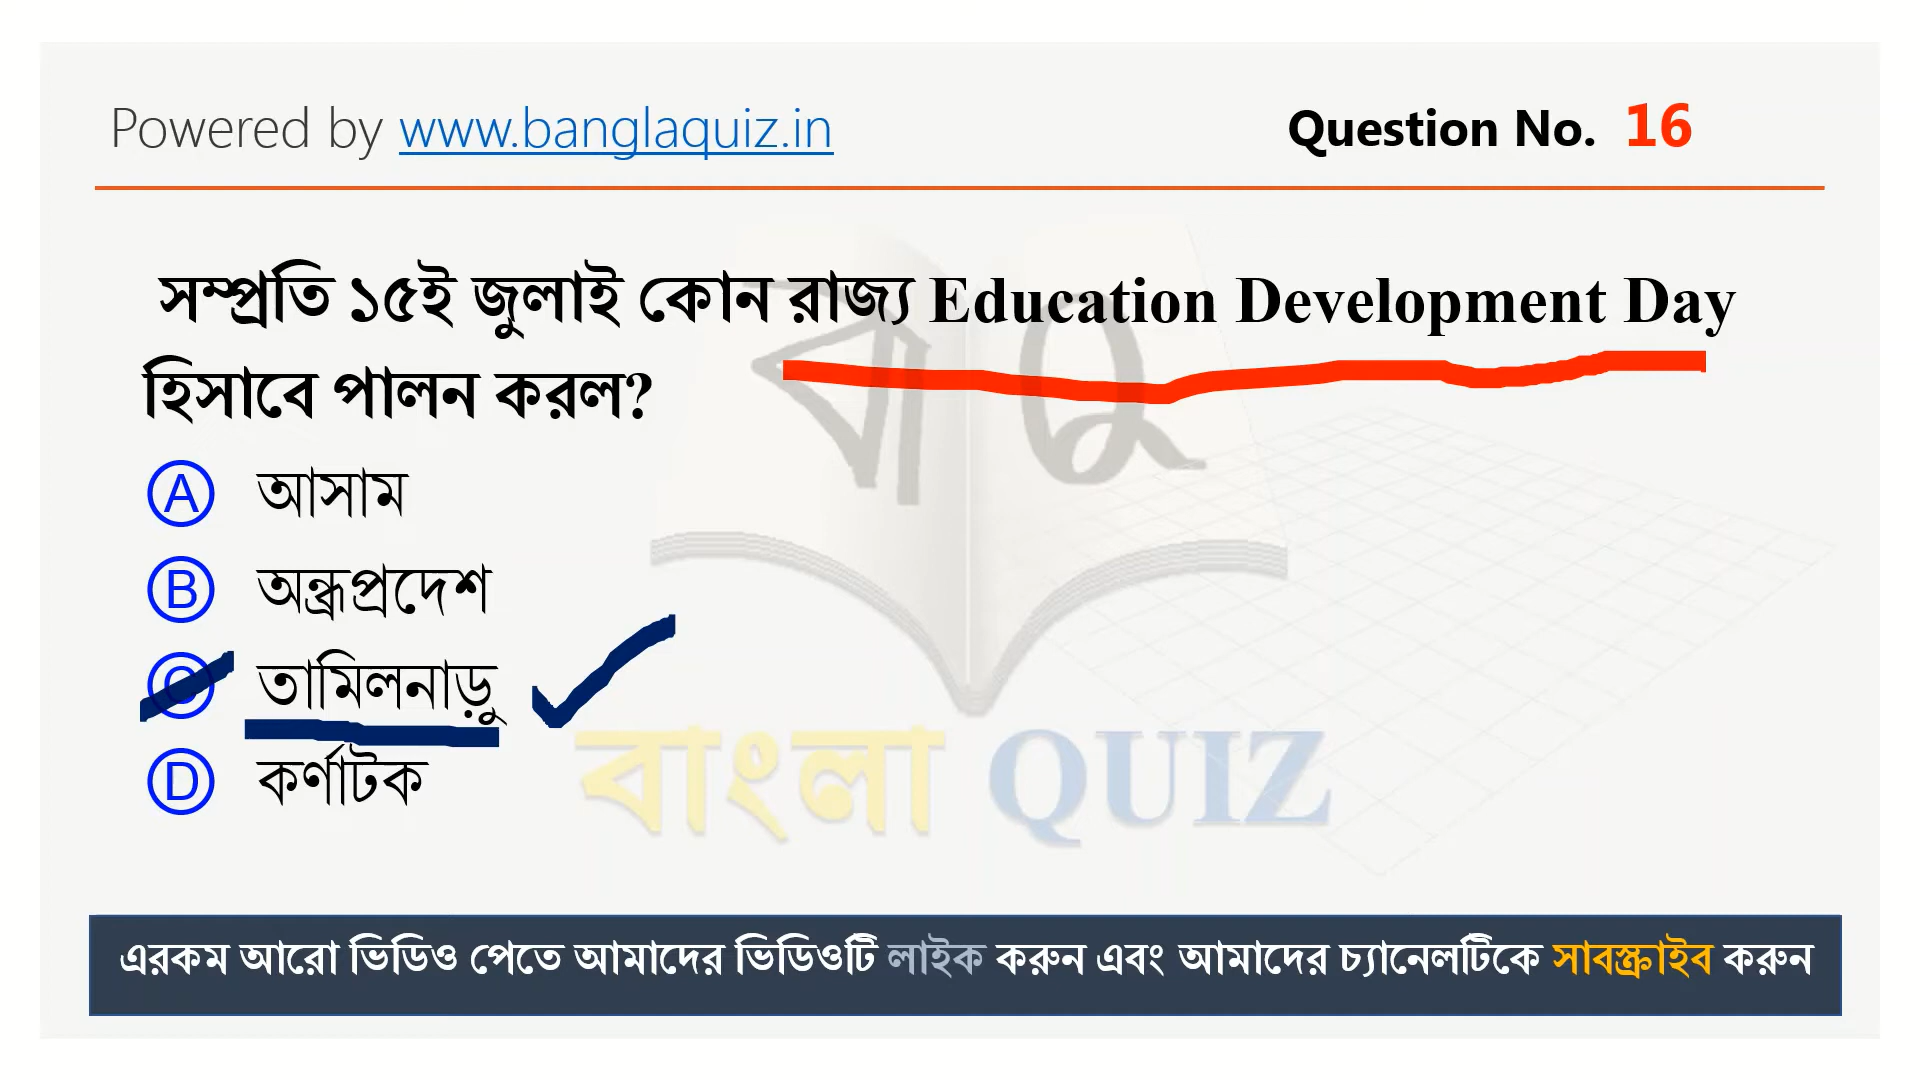 Powered by www.banglaquiz.in
Question No. 16
সম্প্রতি ১৫ই জুলাই কোন রাজ্য Education Development Day
হিসাবে পালন করল?
A আসাম
B অন্ধ্রপ্রদেশ
C তামিলনাড়ু
D কর্ণাটক
বা Q
বাংলা QUIZ
এরকম আরো ভিডিও পেতে আমাদের ভিডিওটি লাইক করুন এবং আমাদের চ্যানেলটিকে সাবস্ক্রাইব করুন